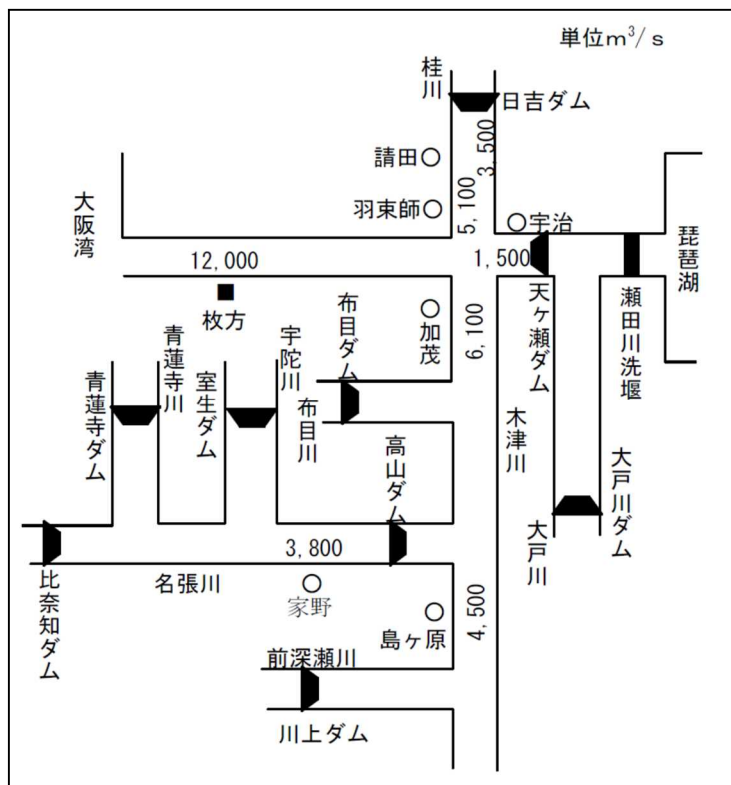 単位m³/s
桂川
日吉ダム
3,500
請田
5,100
羽束師
大阪湾
宇治
琵琶湖
12,000
1,500
枚方
天ヶ瀬ダム
瀬田川洗堰
布目ダム
加茂
6,100
青蓮寺ダム
青蓮寺川
室生ダム
宇陀川
布目川
木津川
高山ダム
大戸川ダム
大戸川
3,800
比奈知ダム
名張川
家野
島ヶ原
4,500
前深瀬川
川上ダム